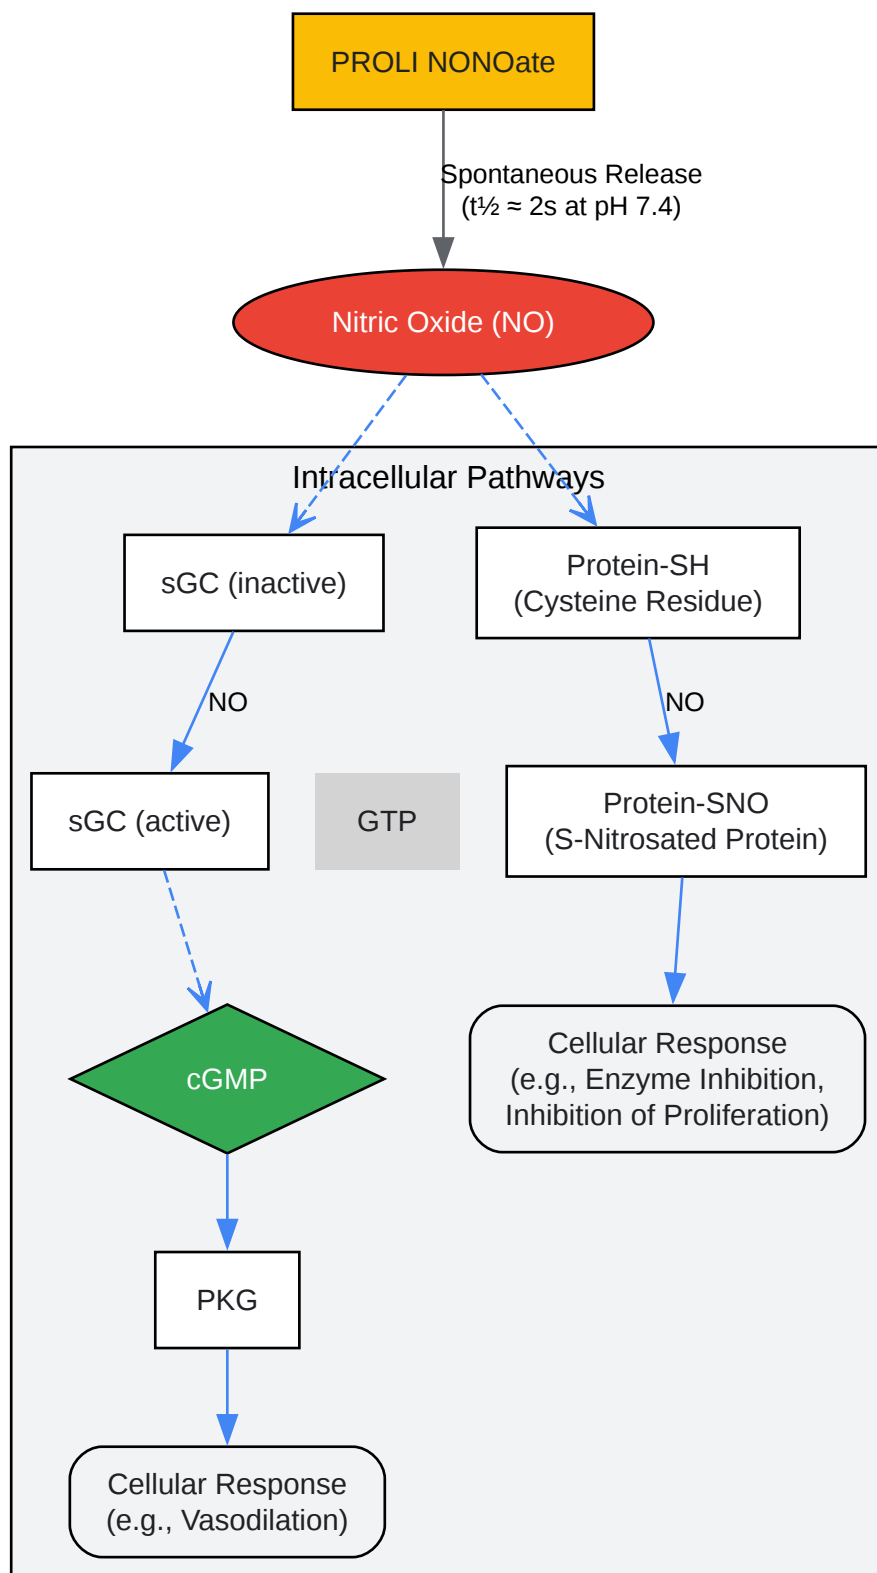 PROLI NONOate
Spontaneous Release
(t½ ≈ 2s at pH 7.4)
Nitric Oxide (NO)
Intracellular Pathways
sGC (inactive)
Protein-SH
(Cysteine Residue)
NO
NO
sGC (active)
GTP
Protein-SNO
(S-Nitrosated Protein)
cGMP
Cellular Response
(e.g., Enzyme Inhibition,
Inhibition of Proliferation)
PKG
Cellular Response
(e.g., Vasodilation)